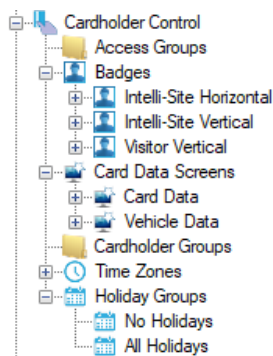 Cardholder Control
Access Groups
Badges
Intelli-Site Horizontal
Intelli-Site Vertical
Visitor Vertical
Card Data Screens
Card Data
Vehicle Data
Cardholder Groups
Time Zones
Holiday Groups
No Holidays
All Holidays